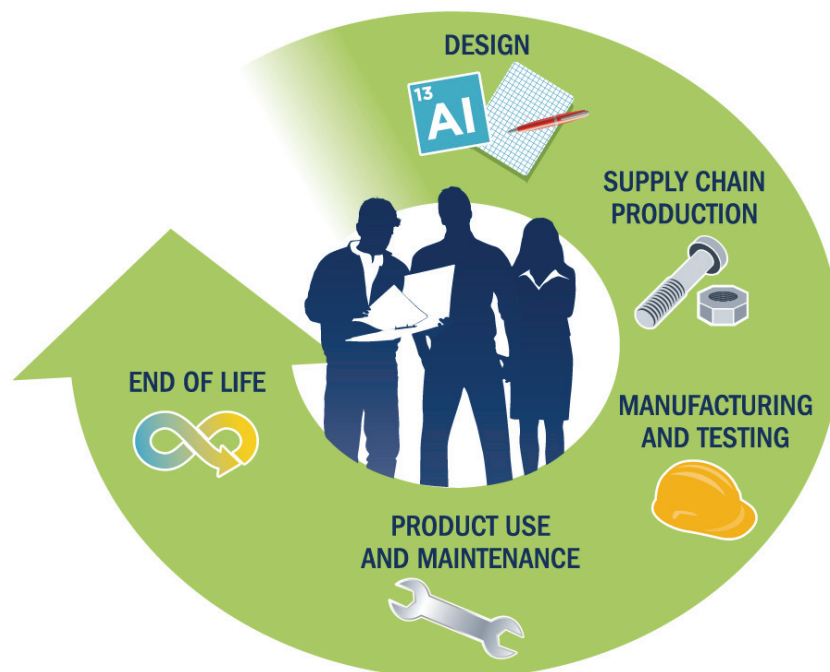 DESIGN
13
Al
SUPPLY CHAIN
PRODUCTION
MANUFACTURING
AND TESTING
PRODUCT USE
AND MAINTENANCE
END OF LIFE